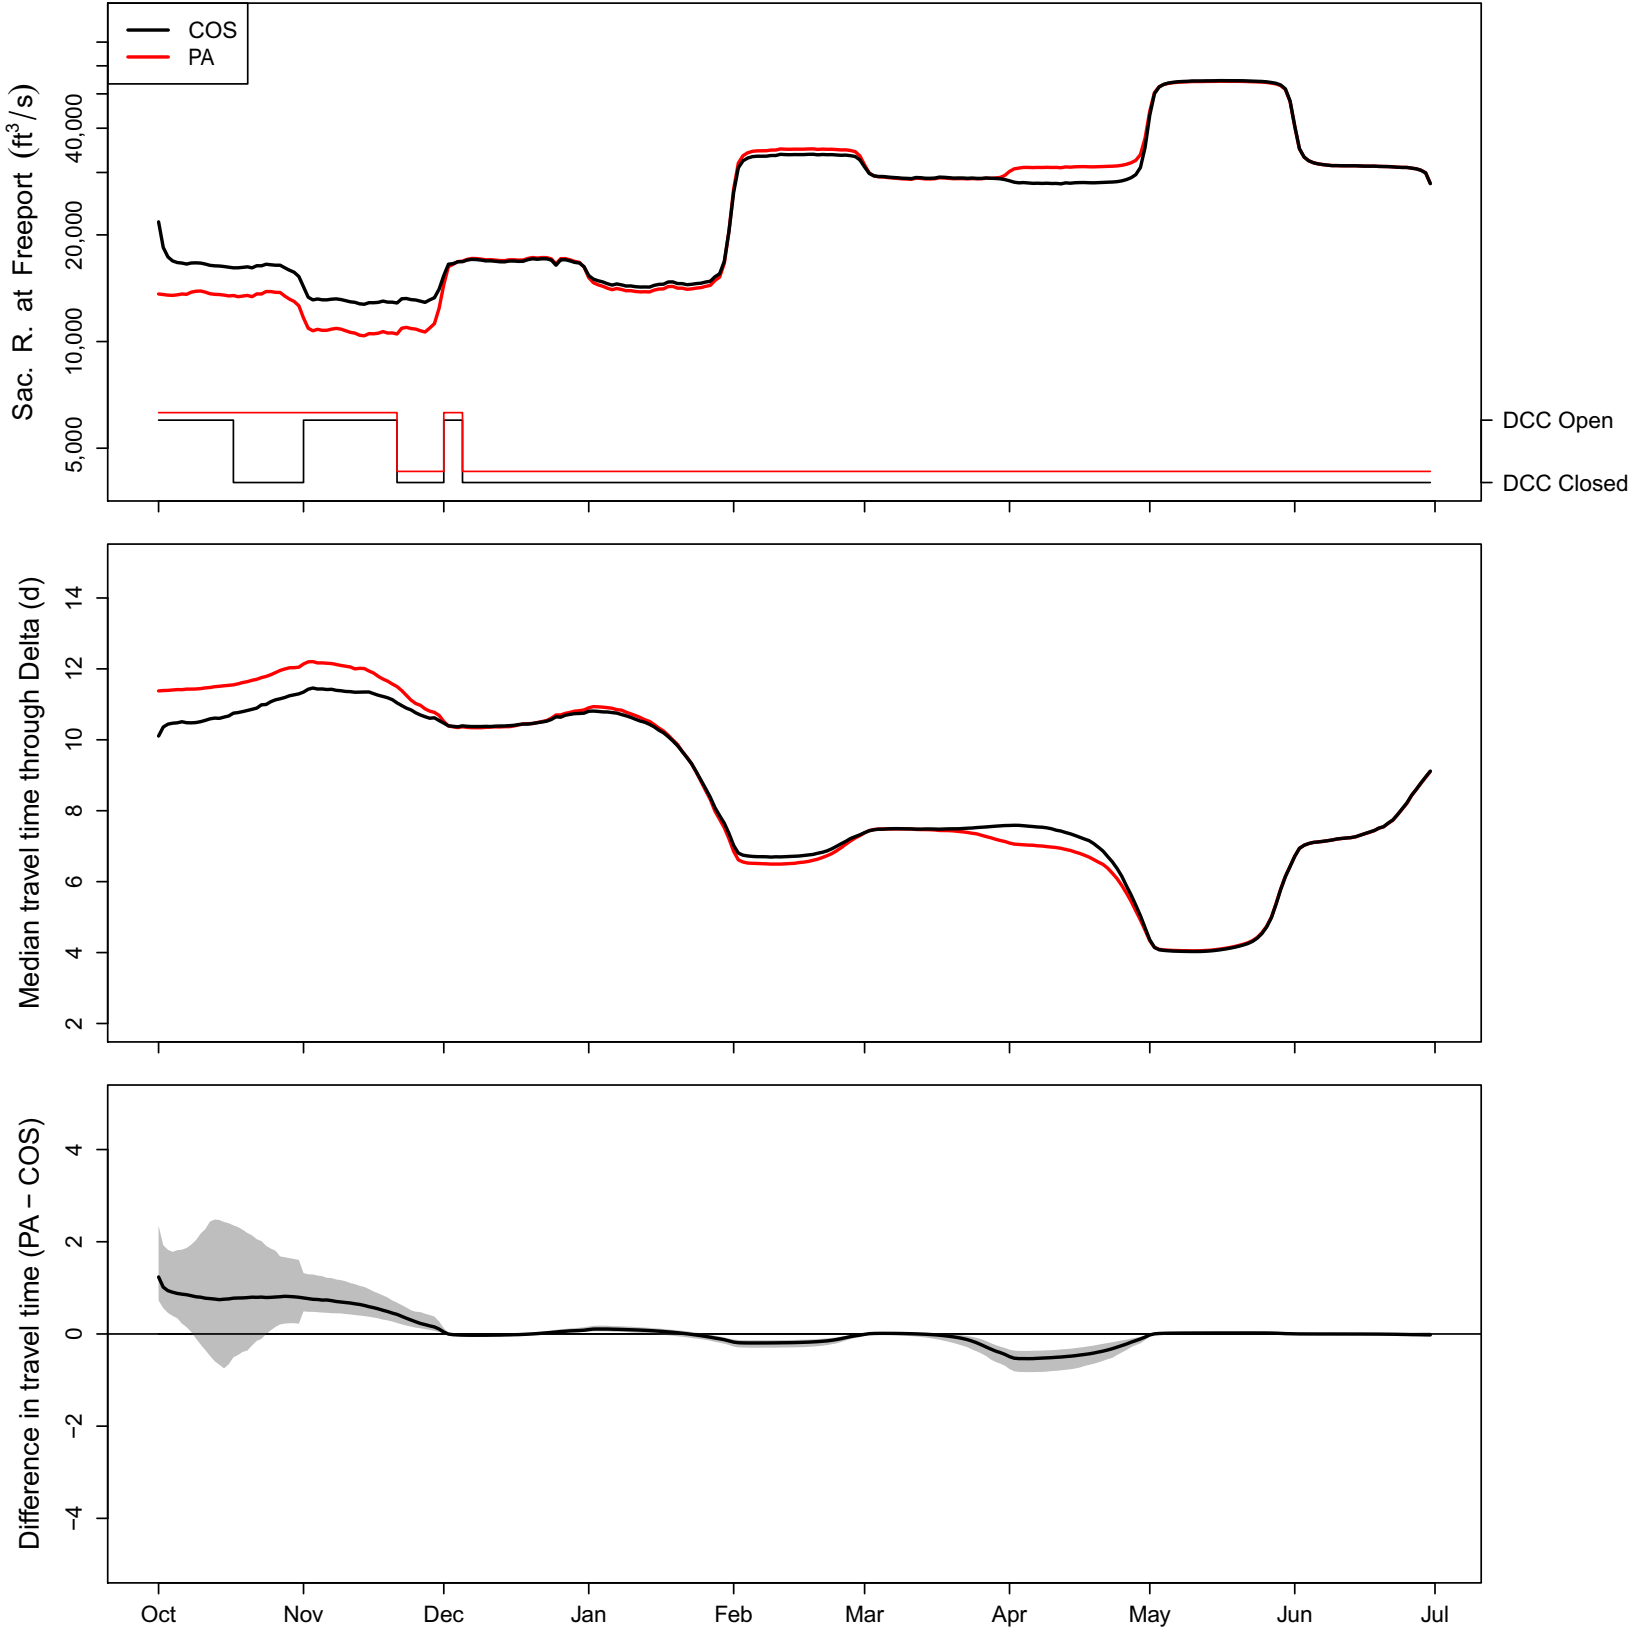 COS
PA
Sac. R. at Freeport (ft³/s)
40,000
20,000
10,000
5,000
DCC Open
DCC Closed
Median travel time through Delta (d)
14
12
10
8
6
4
2
Difference in travel time (PA − COS)
4
2
0
−2
−4
Oct Nov Dec Jan Feb Mar Apr May Jun Jul